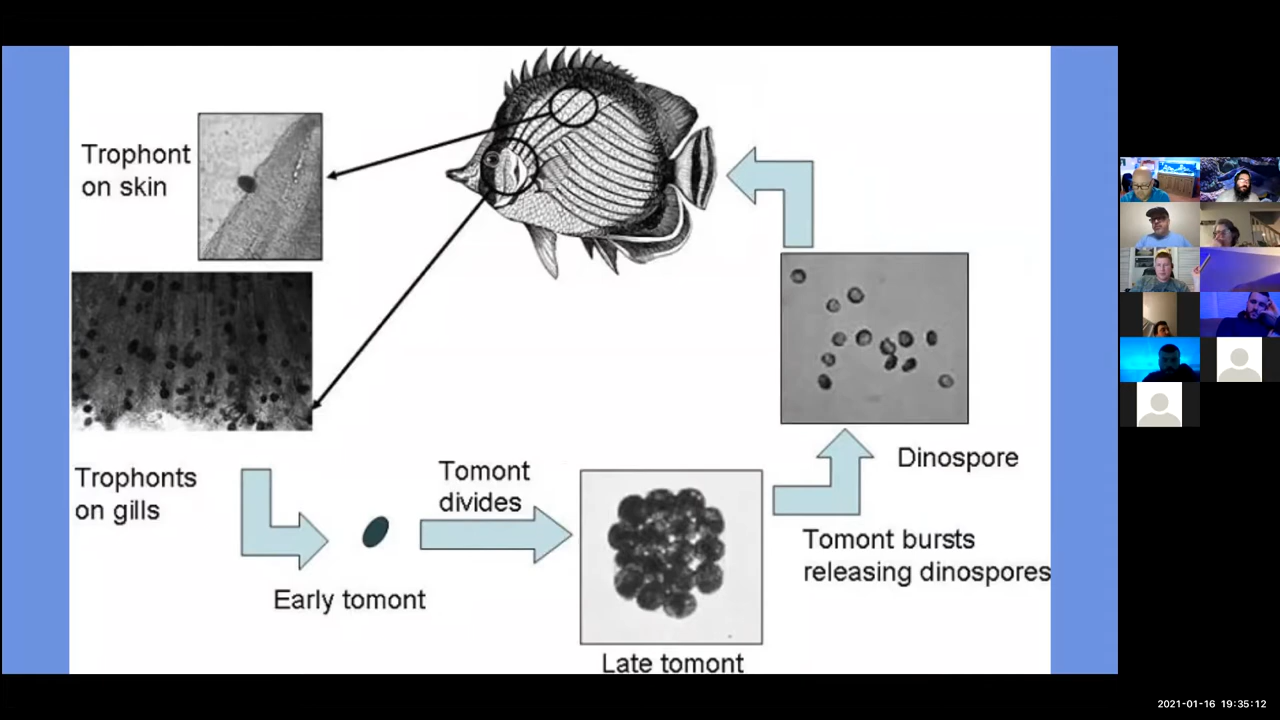 Trophont
on skin
Trophonts
on gills
Early tomont
Tomont
divides
Late tomont
Tomont bursts
releasing dinospores
Dinospore
2021-01-16 19:35:12